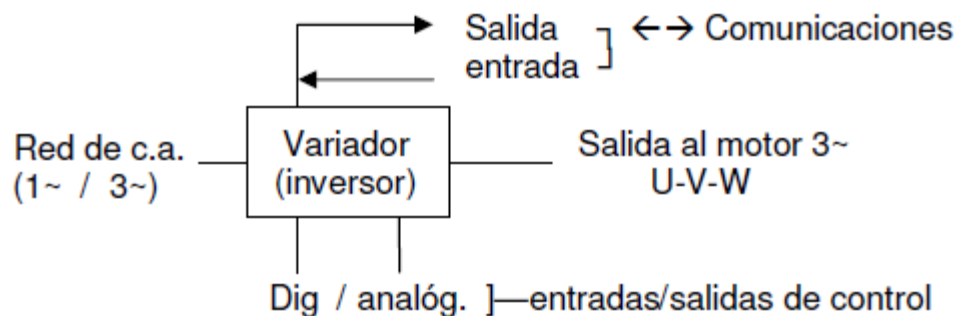 Salida ←→ Comunicaciones
entrada
Red de c.a.
(1~ / 3~)
Variador
(inversor)
Salida al motor 3~
U-V-W
Dig / analóg. ]—entradas/salidas de control